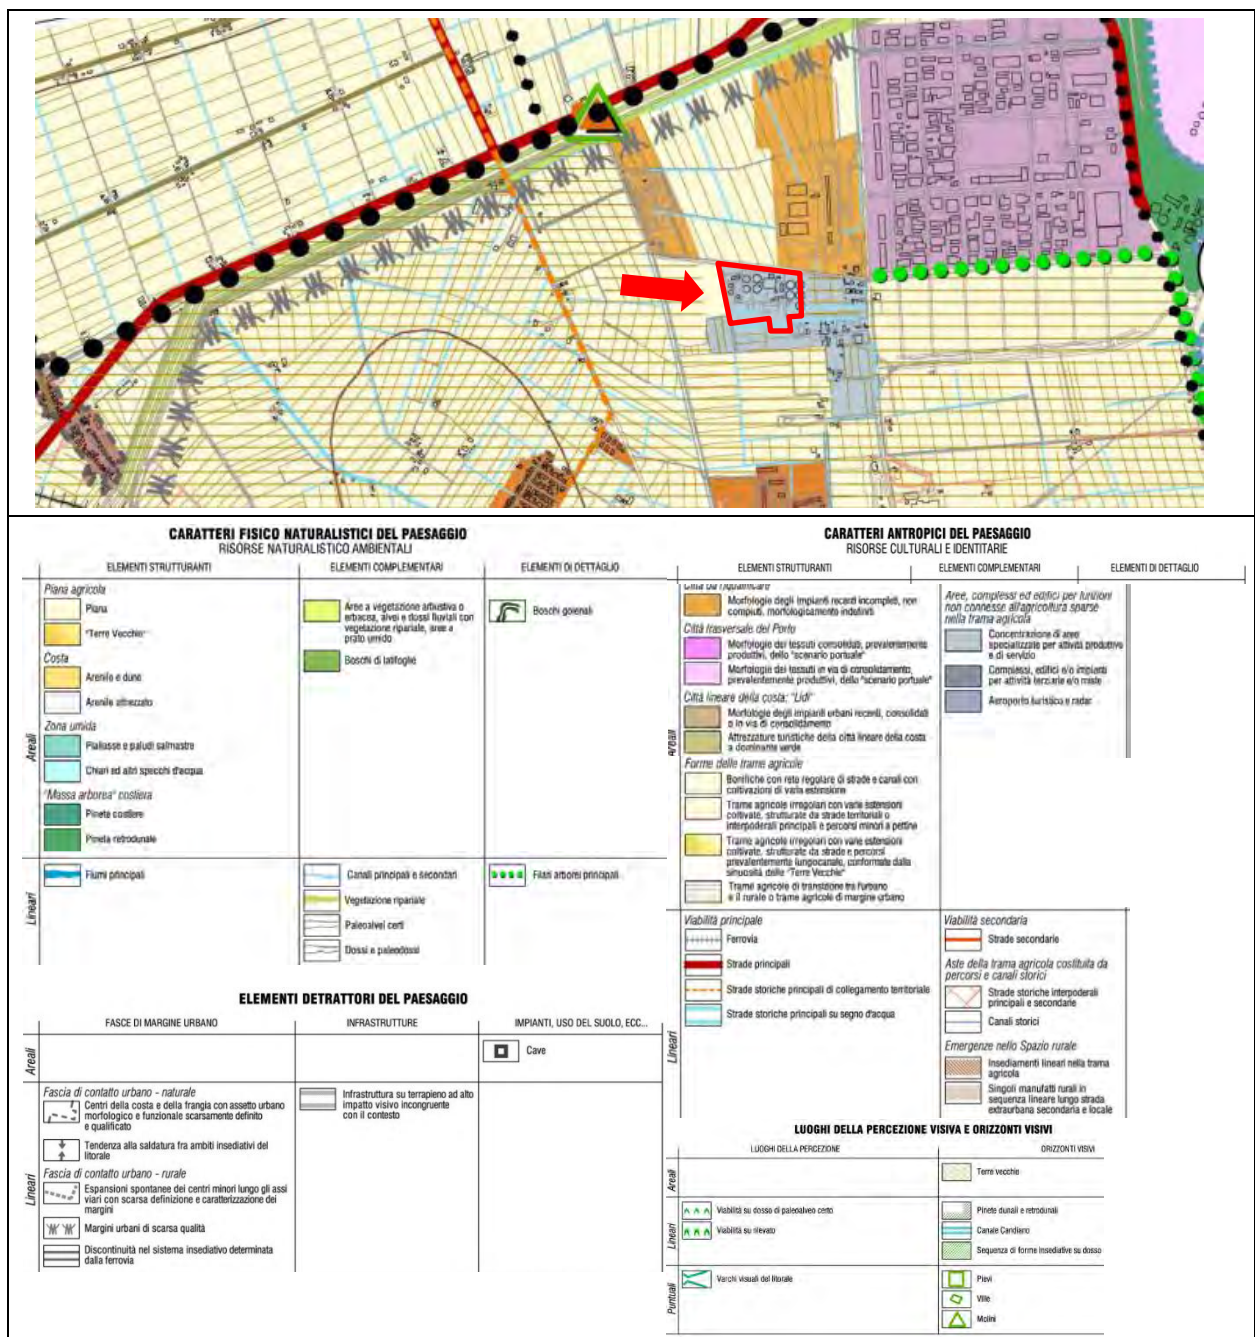 CARATTERI FISICO NATURALISTICI DEL PAESAGGIO
RISORSE NATURALISTICO AMBIENTALI
ELEMENTI STRUTTURANTI
ELEMENTI COMPLEMENTARI
ELEMENTI DI DETTAGLIO
Areali
Piana agricola
Piana
"Terre Vecchie"
Costa
Arenile e dune
Arenile attrezzato
Zona umida
Piallasse e paludi salmastre
Chiari ed altri specchi d'acqua
"Massa arborea" costiera
Pinete costiere
Pineta retrodunale
Aree a vegetazione arbustiva o
erbacea, alvei e dossi fluviali con
vegetazione ripariale, aree a
prato umido
Boschi di latifoglie
Boschi golenali
Lineari
Fiumi principali
Canali principali e secondari
Vegetazione ripariale
Paleoalvei certi
Dossi e paleodossi
Filari arborei principali
CARATTERI ANTROPICI DEL PAESAGGIO
RISORSE CULTURALI E IDENTITARIE
ELEMENTI STRUTTURANTI
ELEMENTI COMPLEMENTARI
ELEMENTI DI DETTAGLIO
Areali
Città da riqualificare
Morfologie degli impianti recenti incompleti, non
compiuti, morfologicamente indefiniti
Città trasversale del Porto
Morfologie dei tessuti consolidati, prevalentemente
produttivi, dello "scenario portuale"
Morfologie dei tessuti in via di consolidamento,
prevalentemente produttivi, dello "scenario portuale"
Città lineare della costa: "Lidi"
Morfologie degli impianti urbani recenti, consolidati
o in via di consolidamento
Attrezzature turistiche della città lineare della costa
a dominante verde
Forme delle trame agricole
Bonifiche con rete regolare di strade e canali con
coltivazioni di varia estensione
Trame agricole irregolari con varie estensioni
coltivate, strutturate da strade territoriali o
interpoderali principali e percorsi minori a pettine
Trame agricole irregolari con varie estensioni
coltivate, strutturate da strade e percorsi
prevalentemente lungocanale, conformate dalla
sinuosità delle "Terre Vecchie"
Trame agricole di transizione tra l'urbano
e il rurale o trame agricole di margine urbano
Aree, complessi ed edifici per funzioni
non connesse all'agricoltura sparse
nella trama agricola
Concentrazione di aree
specializzate per attività produttive
e di servizio
Complessi, edifici e/o impianti
per attività terziarie e/o miste
Aeroporto turistico e radar
Lineari
Viabilità principale
Ferrovia
Strade principali
Strade storiche principali di collegamento territoriale
Strade storiche principali su segno d'acqua
Viabilità secondaria
Strade secondarie
Aste della trama agricola costituita da
percorsi e canali storici
Strade storiche interpoderali
principali e secondarie
Canali storici
Emergenze nello Spazio rurale
Insediamenti lineari nella trama
agricola
Singoli manufatti rurali in
sequenza lineare lungo strada
extraurbana secondaria e locale
ELEMENTI DETRATTORI DEL PAESAGGIO
FASCE DI MARGINE URBANO
INFRASTRUTTURE
IMPIANTI, USO DEL SUOLO, ECC...
Areali
Cave
Lineari
Fascia di contatto urbano - naturale
Centri della costa e della frangia con assetto urbano
morfologico e funzionale scarsamente definito
e qualificato
Tendenza alla saldatura fra ambiti insediativi del
litorale
Fascia di contatto urbano - rurale
Espansioni spontanee dei centri minori lungo gli assi
viari con scarsa definizione e caratterizzazione dei
margini
Margini urbani di scarsa qualità
Discontinuità nel sistema insediativo determinata
dalla ferrovia
Infrastruttura su terrapieno ad alto
impatto visivo incongruente
con il contesto
LUOGHI DELLA PERCEZIONE VISIVA E ORIZZONTI VISIVI
LUOGHI DELLA PERCEZIONE
ORIZZONTI VISIVI
Areali
Terre vecchie
Lineari
Viabilità su dosso di paleoalveo certo
Viabilità su rilevato
Pinete dunali e retrodunali
Canale Candiano
Sequenza di forme insediative su dosso
Puntuali
Varchi visuali del litorale
Pievi
Ville
Molini